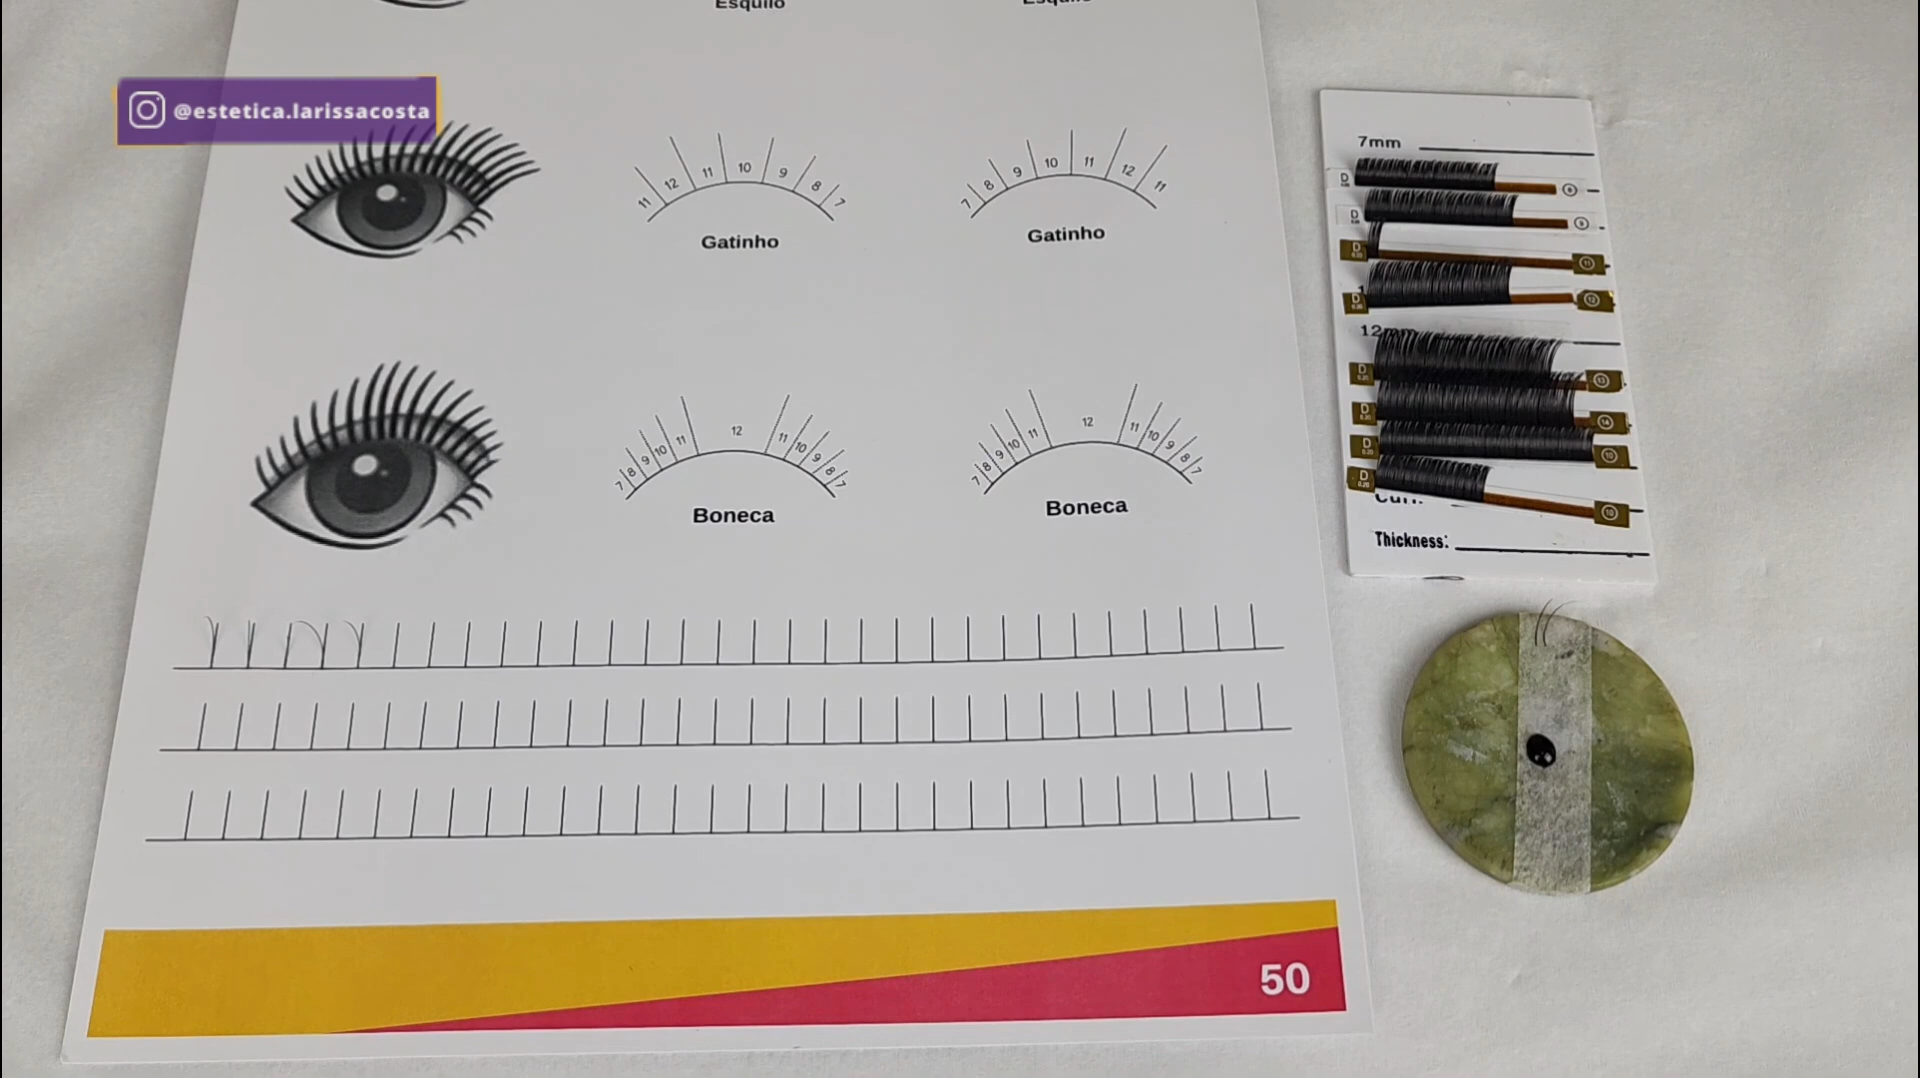 Esquilo
Esquilo
@estetica.larissacosta
11 12 11 10 9 8 7
Gatinho
7 8 9 10 11 12 11
Gatinho
7 8 9 10 11 12 11 10 9 8 7
Boneca
7 8 9 10 11 12 11 10 9 8 7
Boneca
50
7mm
D
D
D
D
12mm
D
D
D
D
Thickness: